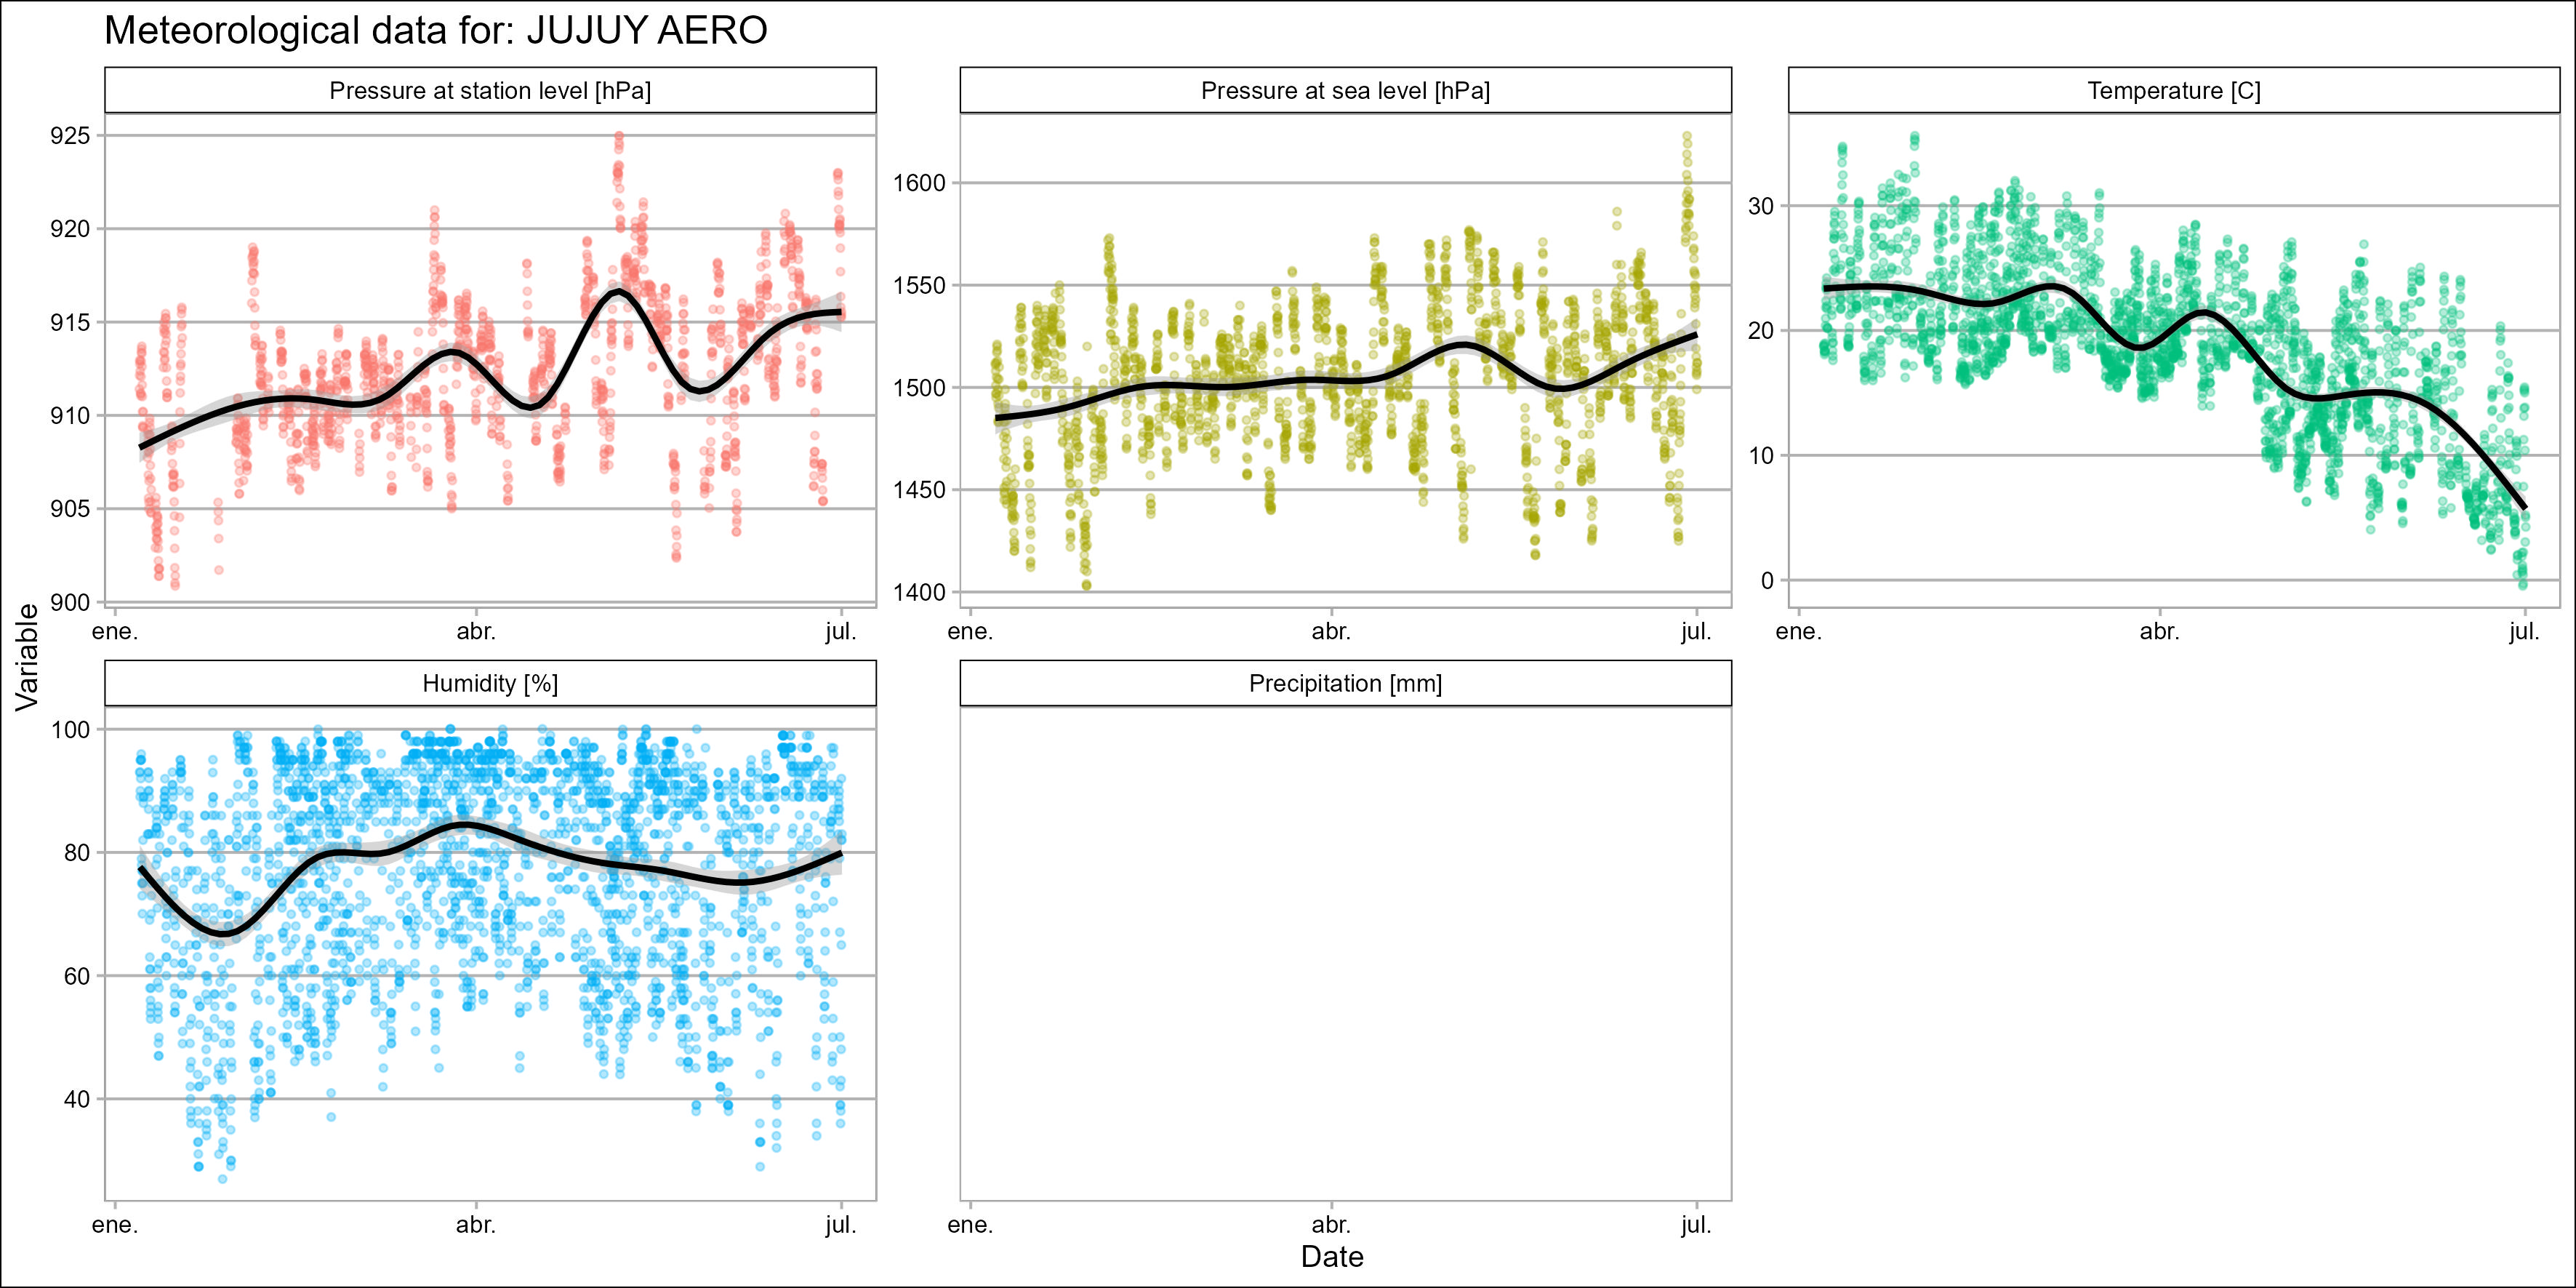 Meteorological data for: JUJUY AERO
Pressure at station level [hPa]
Pressure at sea level [hPa]
Temperature [C]
925
920
915
910
905
900
1600
1550
1500
1450
1400
30
20
10
0
ene. abr. jul.
ene. abr. jul.
ene. abr. jul.
Variable
Humidity [%]
Precipitation [mm]
100
80
60
40
ene. abr. jul.
ene. abr. jul.
Date